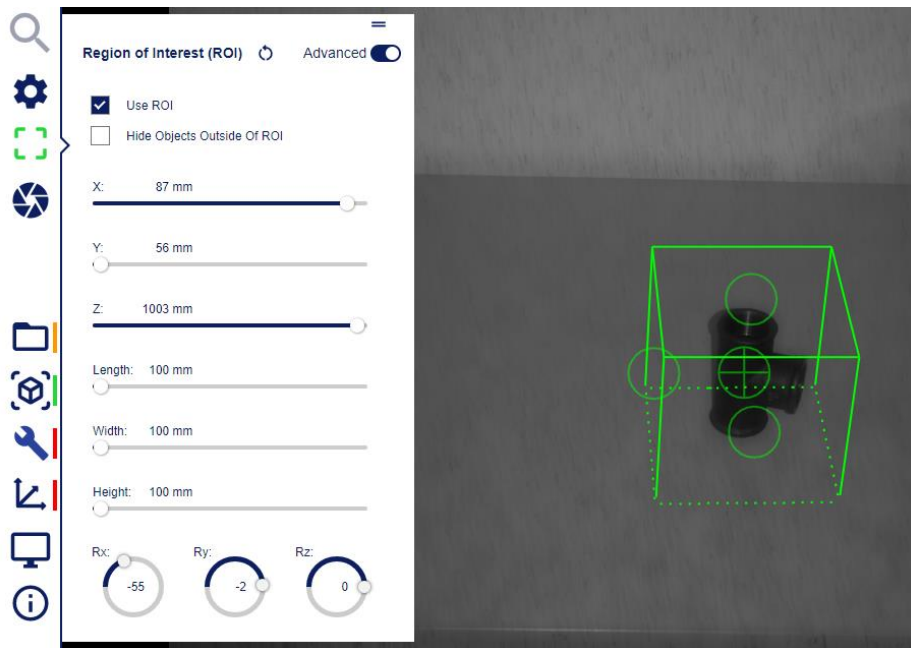 Region of Interest (ROI) Advanced
Use ROI
Hide Objects Outside Of ROI
X: 87 mm
Y: 56 mm
Z: 1003 mm
Length: 100 mm
Width: 100 mm
Height: 100 mm
Rx: Ry: Rz:
-55 -2 0